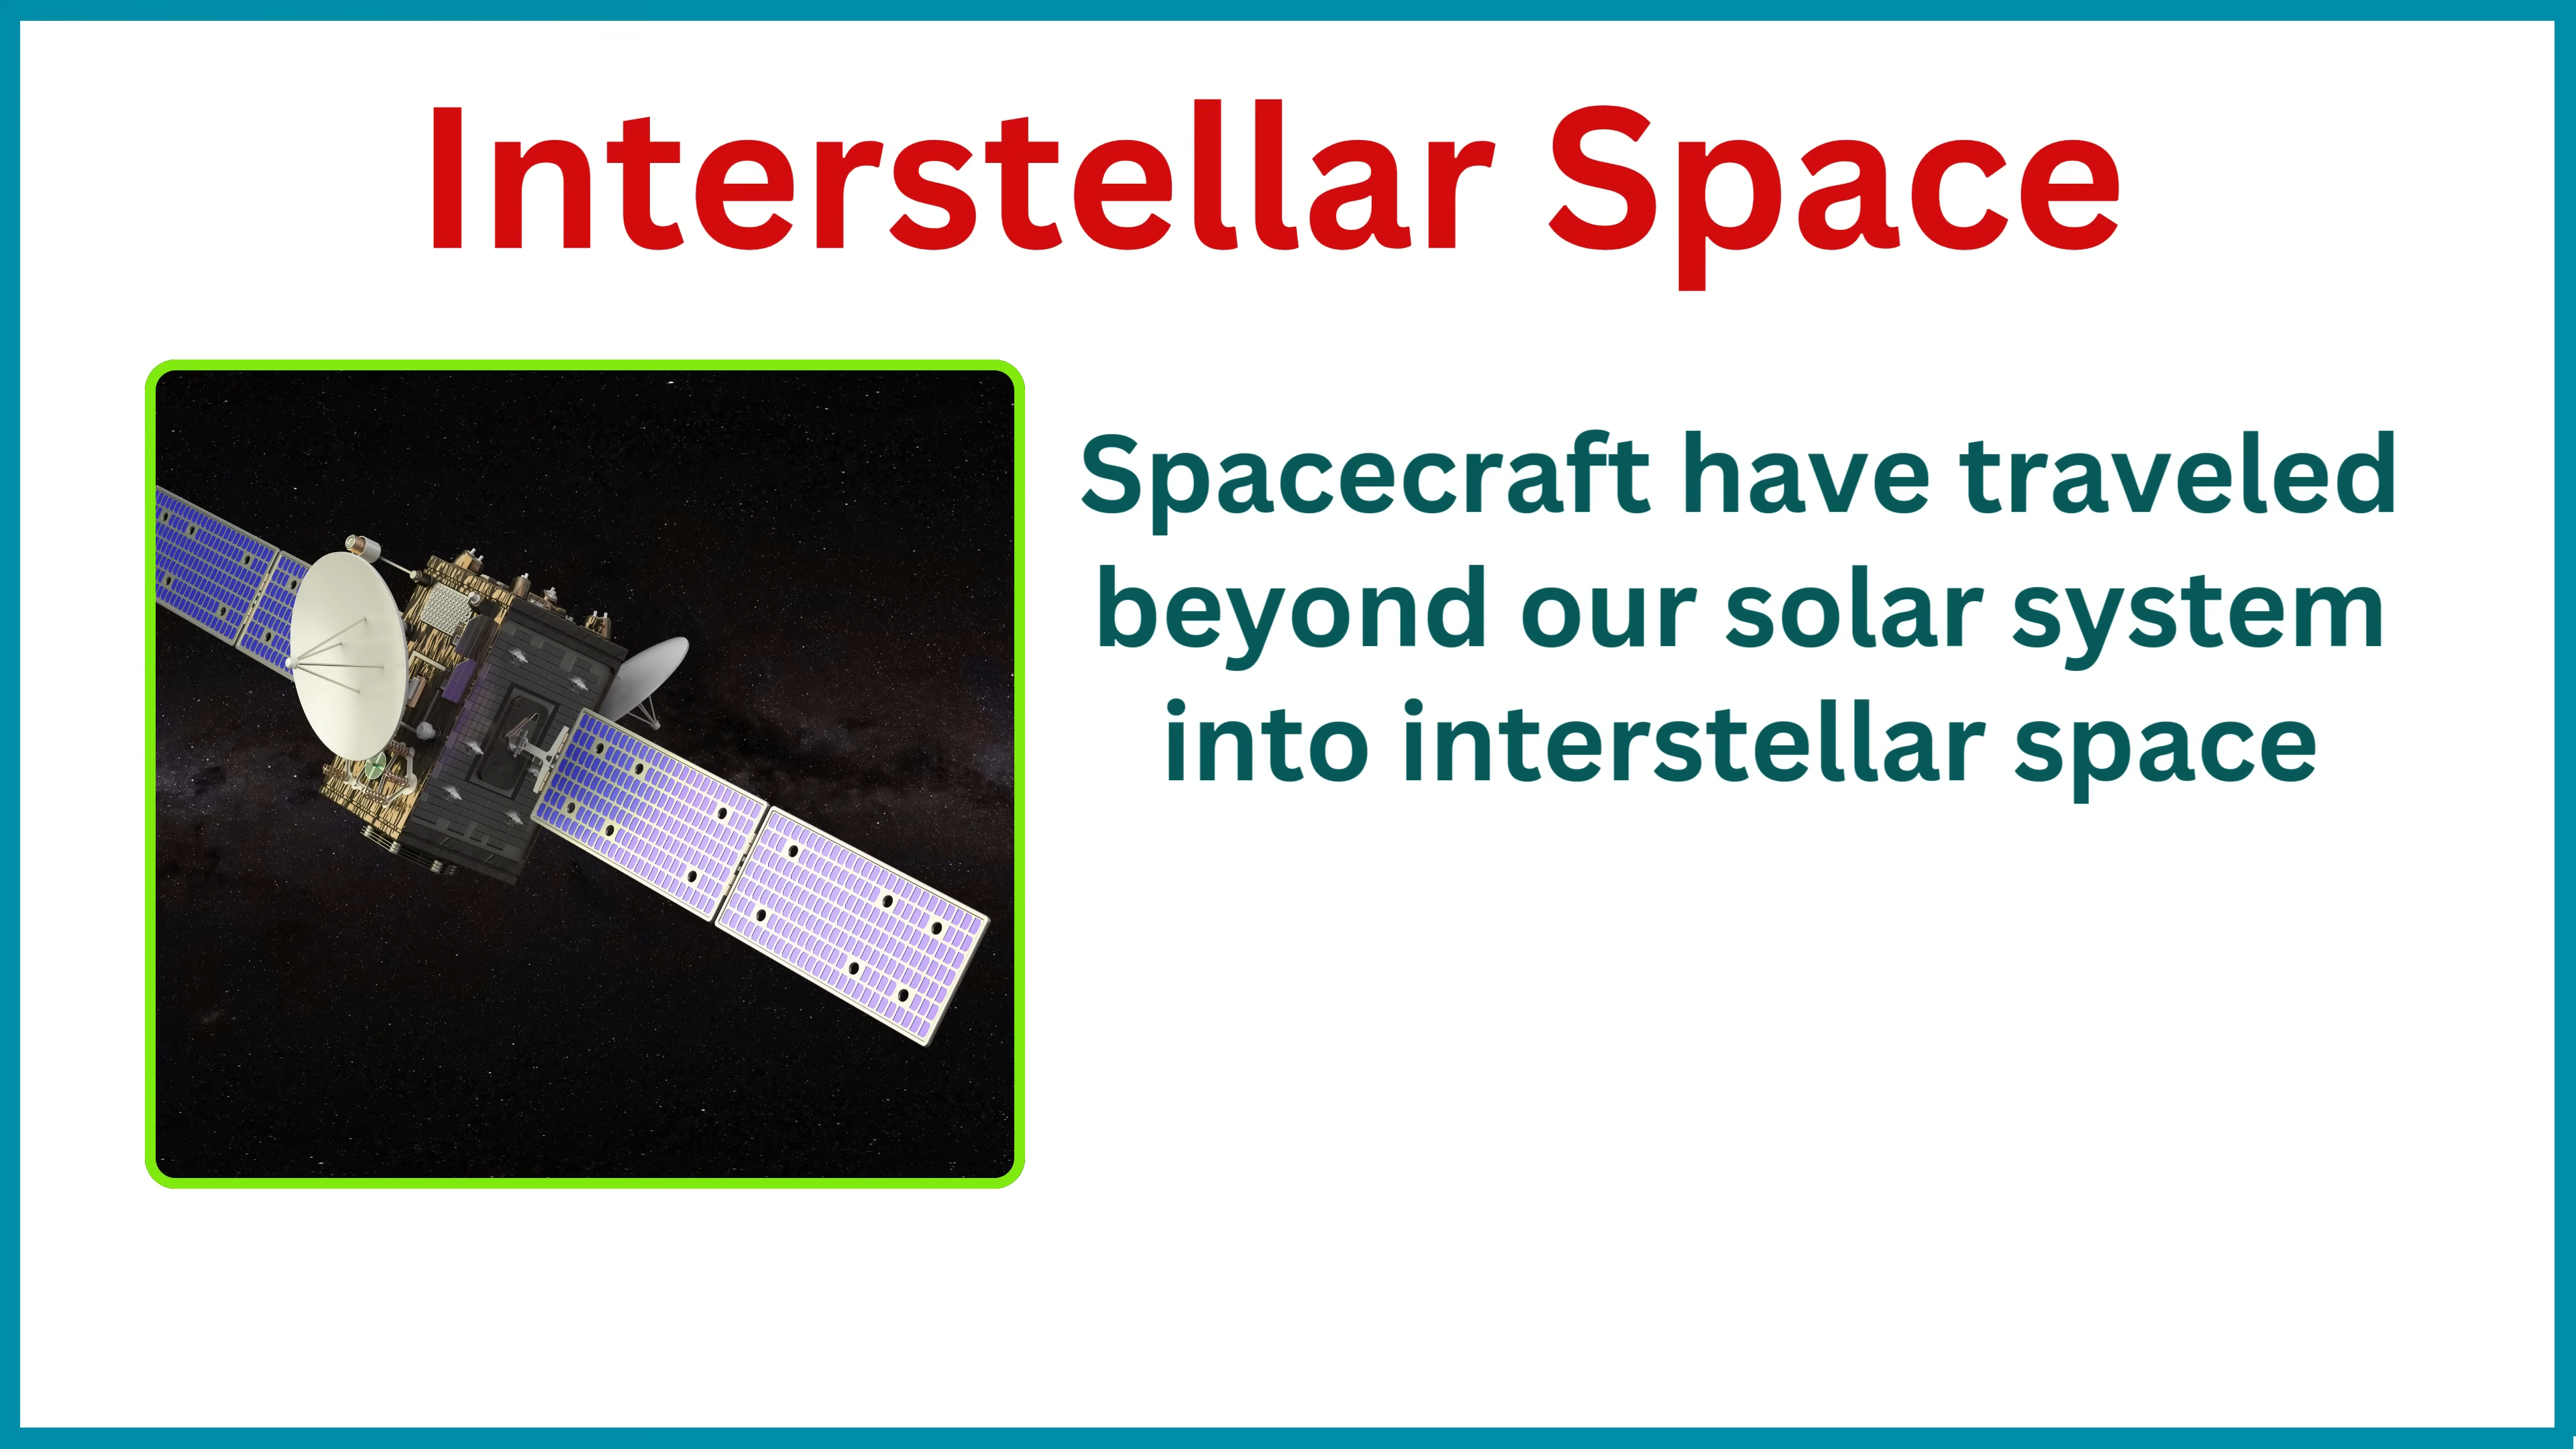 Interstellar Space
Spacecraft have traveled
beyond our solar system
into interstellar space